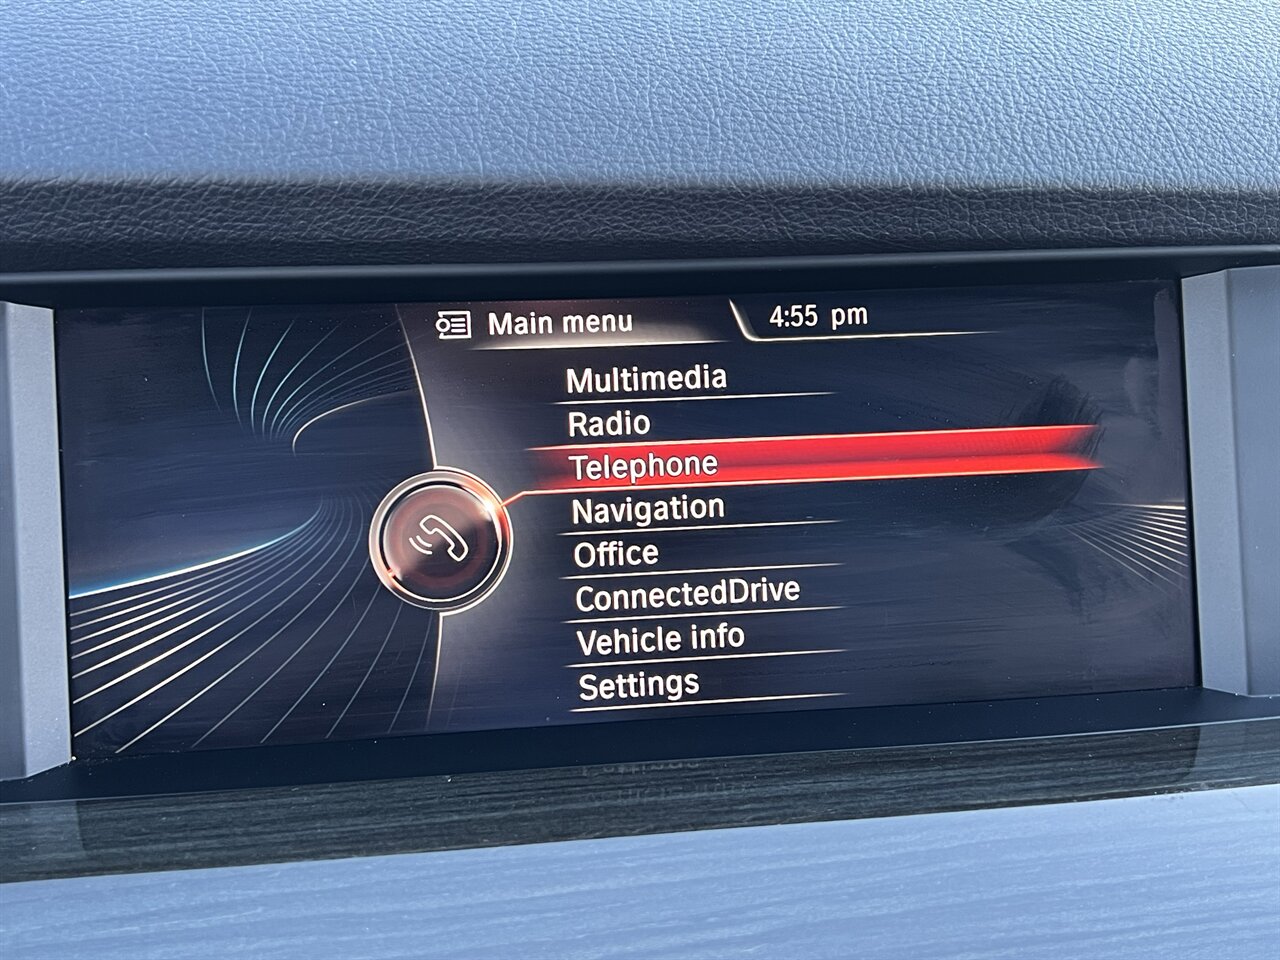 Main menu
4:55 pm
Multimedia
Radio
Telephone
Navigation
Office
ConnectedDrive
Vehicle info
Settings